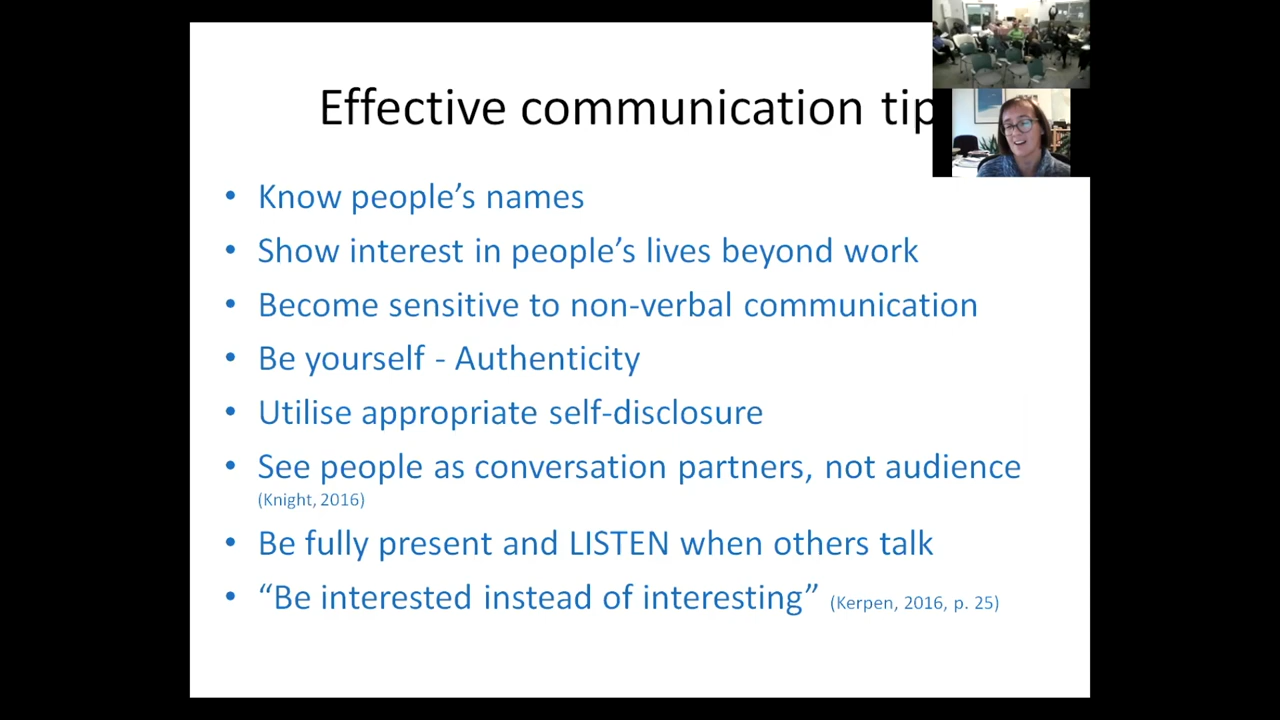 Effective communication tip
• Know people’s names
• Show interest in people’s lives beyond work
• Become sensitive to non-verbal communication
• Be yourself - Authenticity
• Utilise appropriate self-disclosure
• See people as conversation partners, not audience
(Knight, 2016)
• Be fully present and LISTEN when others talk
• “Be interested instead of interesting” (Kerpen, 2016, p. 25)